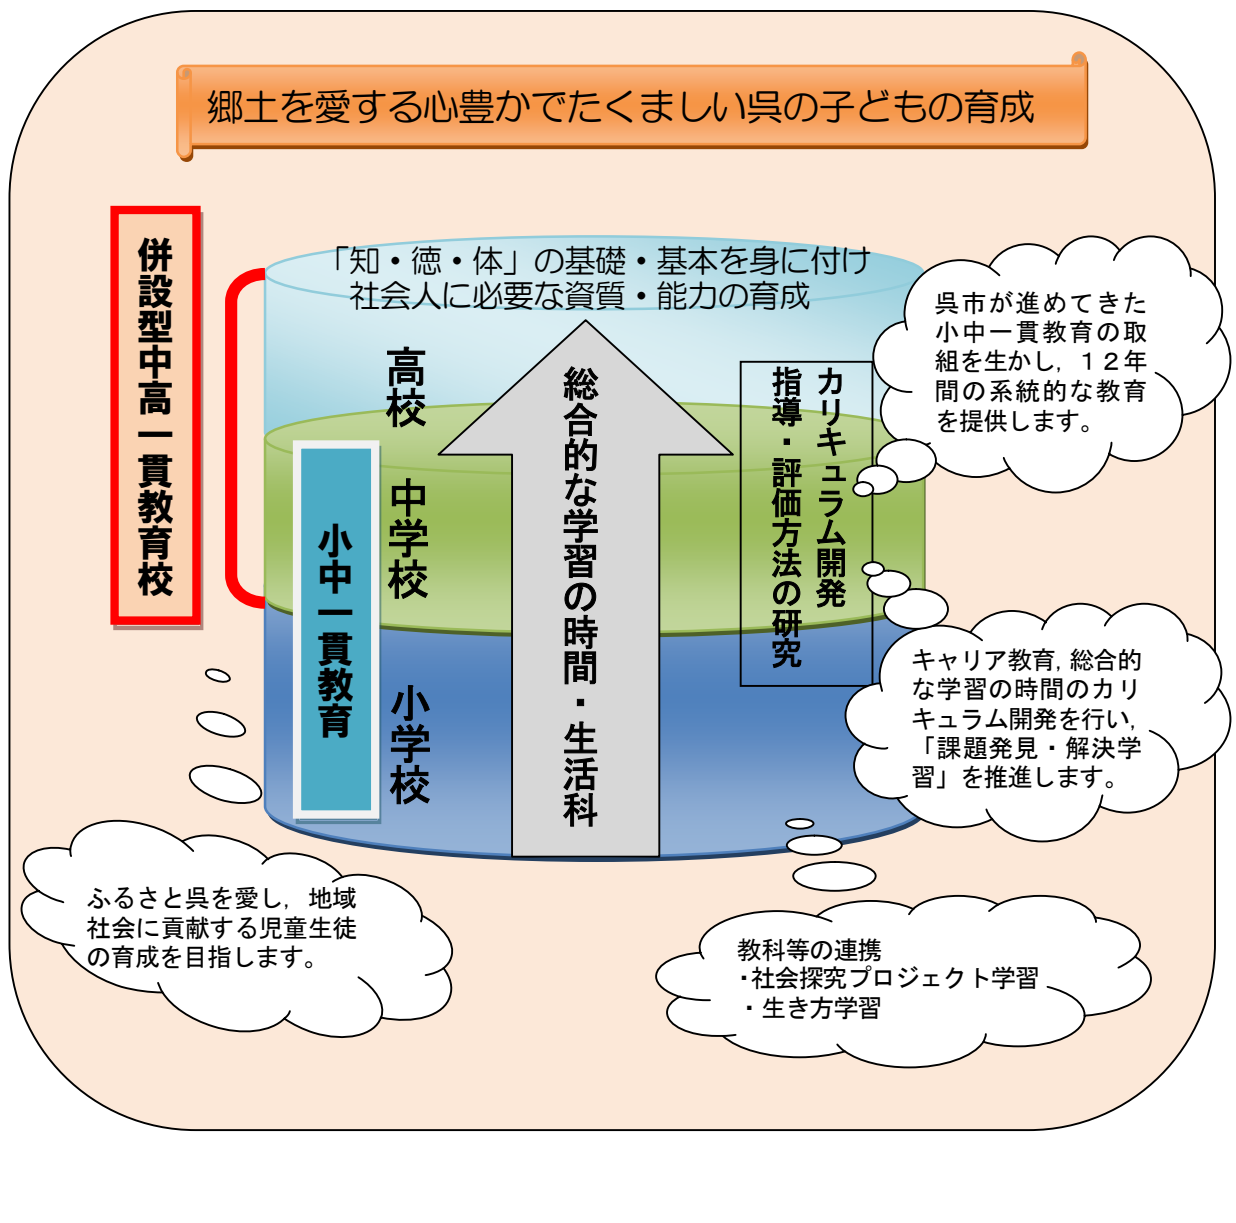 郷土を愛する心豊かでたくましい呉の子どもの育成
併設型中高一貫教育校
「知・徳・体」の基礎・基本を身に付け
社会人に必要な資質・能力の育成
高校
中学校
小学校
小中一貫教育
総合的な学習の時間・生活科
カリキュラム開発
指導・評価方法の研究
呉市が進めてきた
小中一貫教育の取
組を生かし，１２年
間の系統的な教育
を提供します。
キャリア教育，総合的
な学習の時間のカリ
キュラム開発を行い，
「課題発見・解決学
習」を推進します。
ふるさと呉を愛し，地域
社会に貢献する児童生徒
の育成を目指します。
教科等の連携
・社会探究プロジェクト学習
・生き方学習